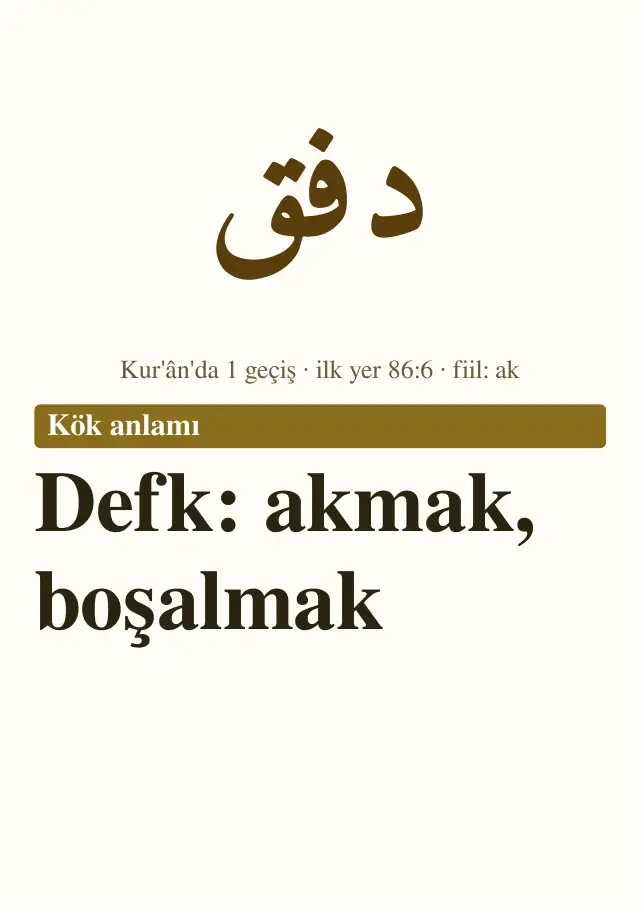 دفق
Kur'ân'da 1 geçiş · ilk yer 86:6 · fiil: ak
Kök anlamı
Defk: akmak,
boşalmak